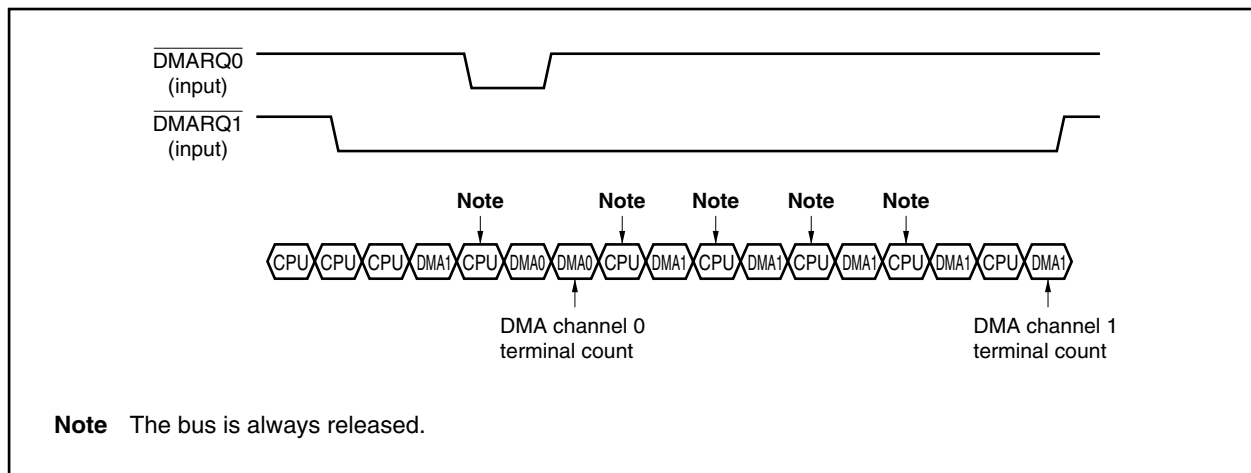 DMARQ0
(input)
DMARQ1
(input)
Note Note Note Note Note
CPU CPU CPU DMA1 CPU DMA0 DMA0 CPU DMA1 CPU DMA1 CPU DMA1 CPU DMA1 CPU DMA1
DMA channel 0 DMA channel 1
terminal count terminal count
Note The bus is always released.